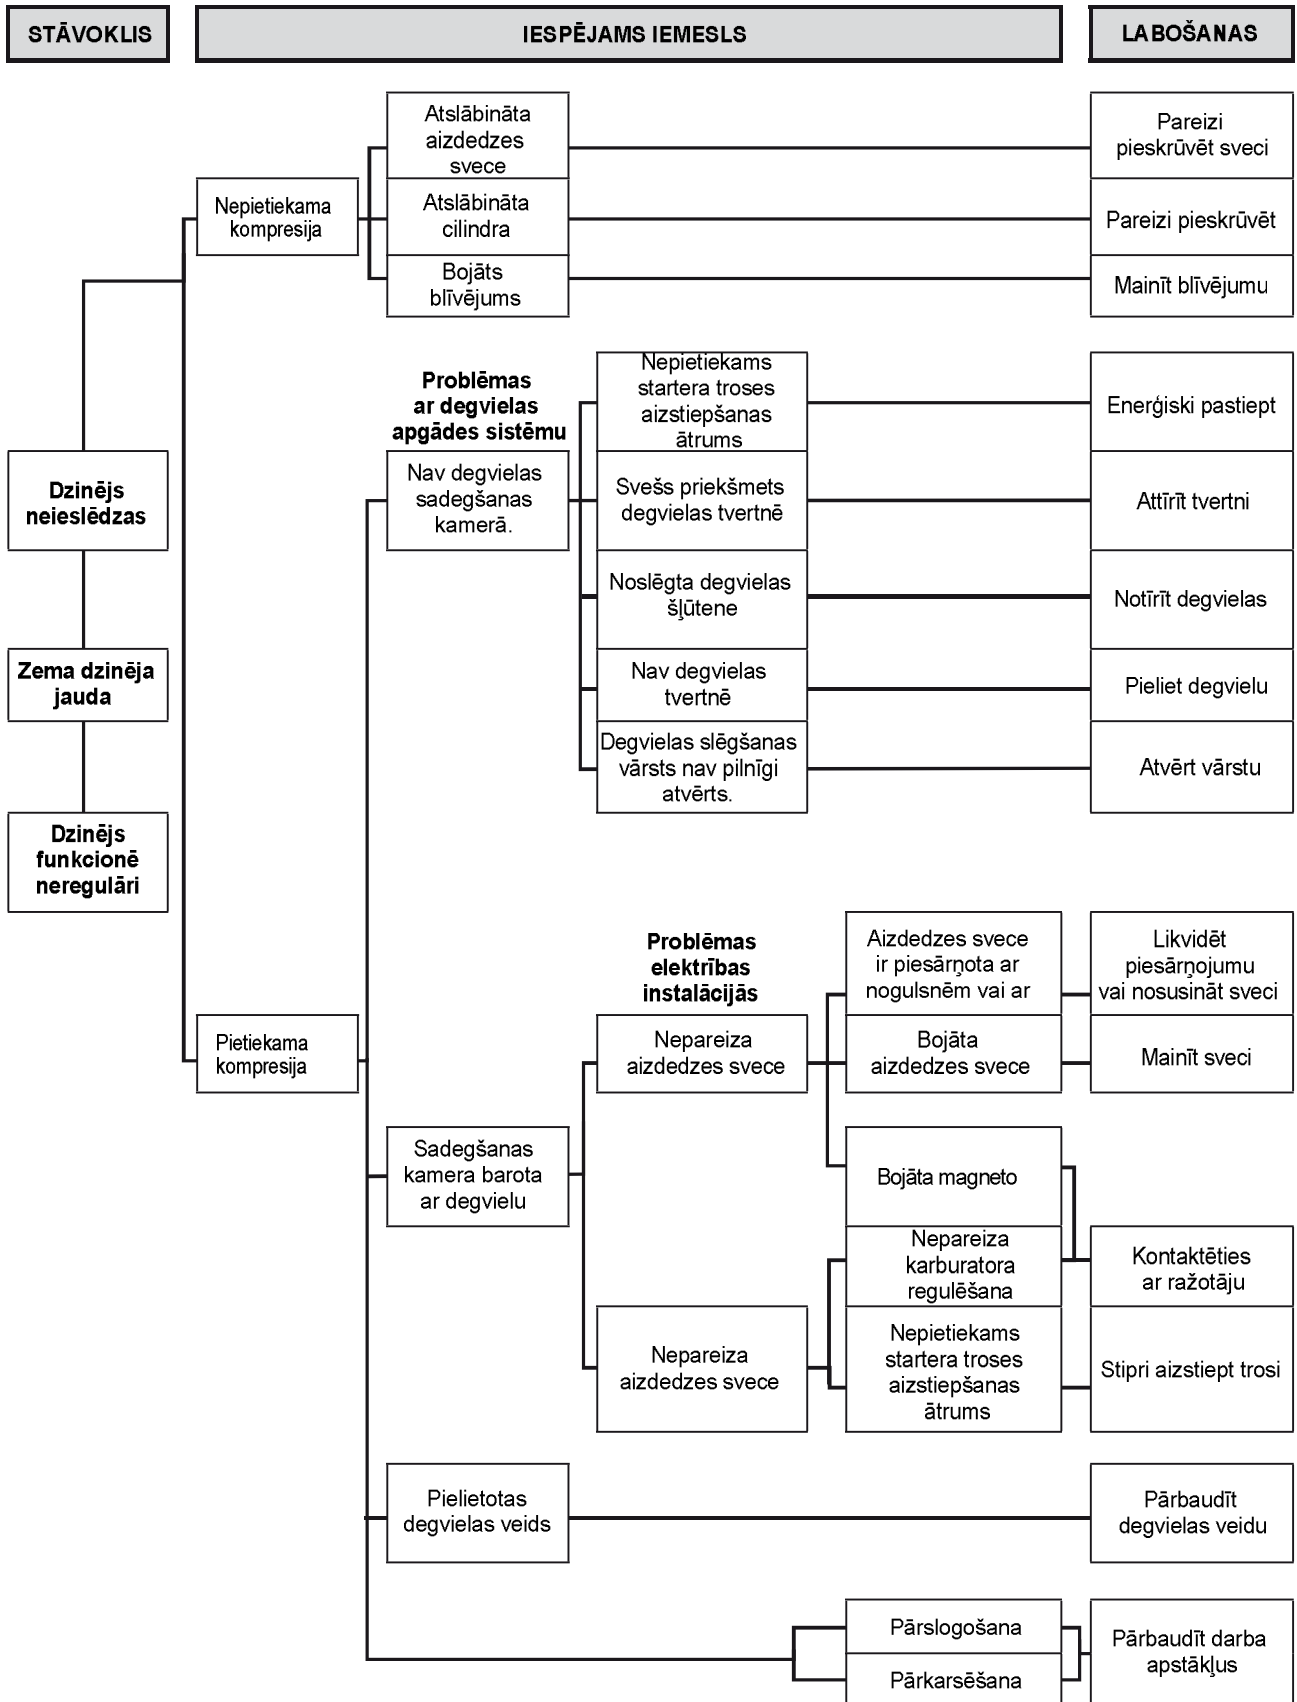 STĀVOKLIS
IESPĒJAMS IEMESLS
LABOŠANAS
Atslābināta
aizdedzes
svece
Pareizi
pieskrūvēt sveci
Nepietiekama
kompresija
Atslābināta
cilindra
Pareizi pieskrūvēt
Bojāts
blīvējums
Mainīt blīvējumu
Problēmas
ar degvielas
apgādes sistēmu
Nepietiekams
startera troses
aizstiepšanas
ātrums
Enerģiski pastiept
Dzinējs
neieslēdzas
Nav degvielas
sadegšanas
kamerā.
Svešs priekšmets
degvielas tvertnē
Attīrīt tvertni
Noslēgta degvielas
šļūtene
Notīrīt degvielas
Zema dzinēja
jauda
Nav degvielas
tvertnē
Pieliet degvielu
Degvielas slēgšanas
vārsts nav pilnīgi
atvērts.
Atvērt vārstu
Dzinējs
funkcionē
neregulāri
Problēmas
elektrības
instalācijās
Aizdedzes svece
ir piesārņota ar
nogulsnēm vai ar
Likvidēt
piesārņojumu
vai nosusināt sveci
Pietiekama
kompresija
Nepareiza
aizdedzes svece
Bojāta
aizdedzes svece
Mainīt sveci
Sadegšanas
kamera barota
ar degvielu
Bojāta magneto
Nepareiza
karburatora
regulēšana
Kontaktēties
ar ražotāju
Nepareiza
aizdedzes svece
Nepietiekams
startera troses
aizstiepšanas
ātrums
Stipri aizstiept trosi
Pielietotas
degvielas veids
Pārbaudīt
degvielas veidu
Pārslogošana
Pārkarsēšana
Pārbaudīt darba
apstākļus